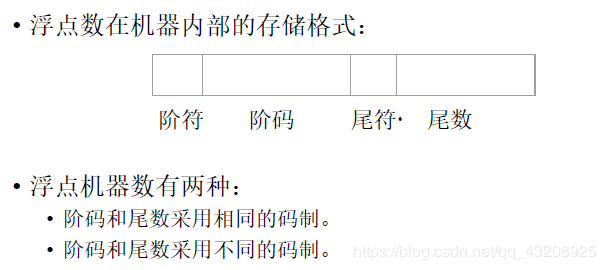 • 浮点数在机器内部的存储格式：
阶符 阶码 尾符· 尾数
• 浮点机器数有两种：
• 阶码和尾数采用相同的码制。
• 阶码和尾数采用不同的码制。
https://blog.csdn.net/qq_43208925